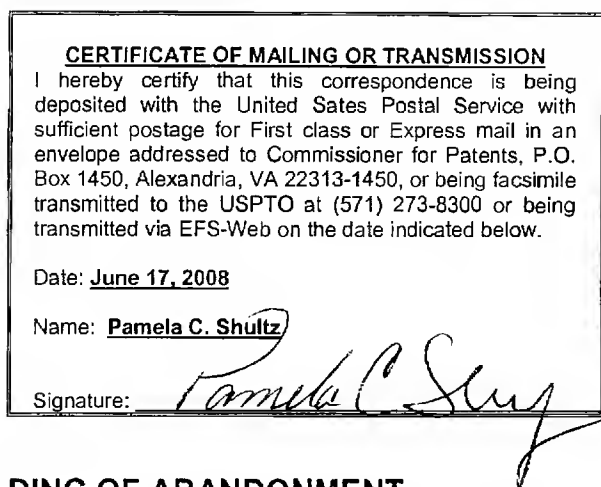 CERTIFICATE OF MAILING OR TRANSMISSION
I hereby certify that this correspondence is being
deposited with the United Sates Postal Service with
sufficient postage for First class or Express mail in an
envelope addressed to Commissioner for Patents, P.O.
Box 1450, Alexandria, VA 22313-1450, or being facsimile
transmitted to the USPTO at (571) 273-8300 or being
transmitted via EFS-Web on the date indicated below.
Date: June 17, 2008
Name: Pamela C. Shultz
Signature: Pamela C
DING OF ABANDONMENT